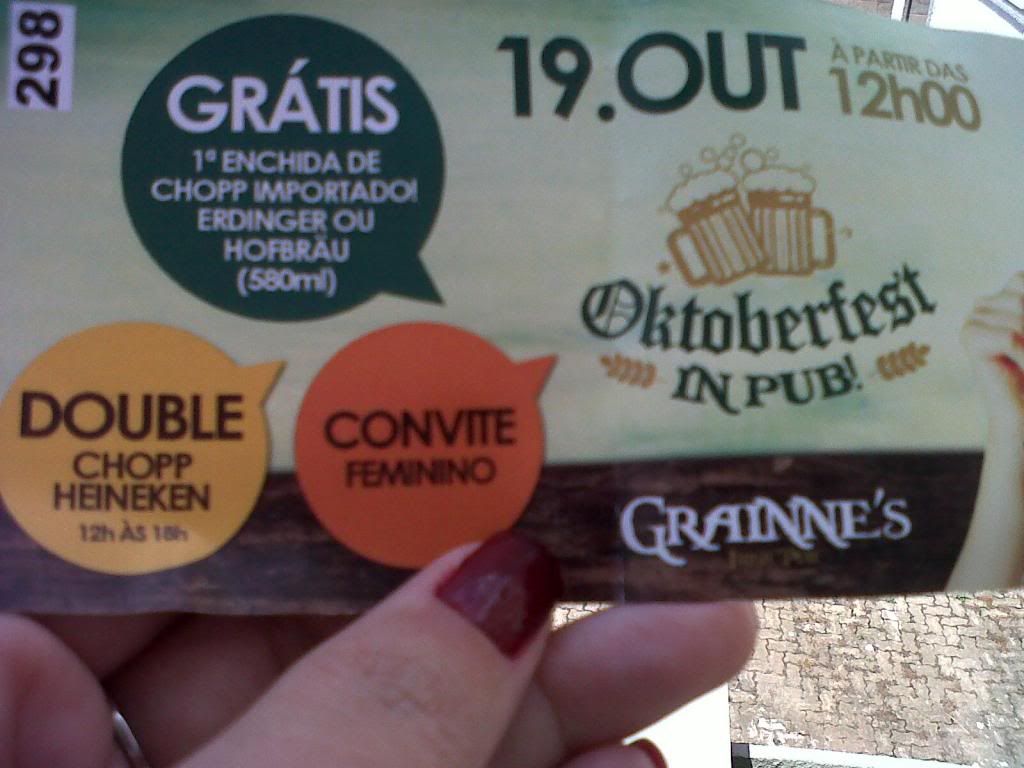 298
GRÁTIS
1ª ENCHIDA DE
CHOPP IMPORTADO!
ERDINGER OU
HOFBRÄU
(580ml)
19.OUT
À PARTIR DAS
12h00
Oktoberfest
IN PUB!
DOUBLE
CHOPP
HEINEKEN
12h ÀS 18h
CONVITE
FEMININO
GRAINNE'S